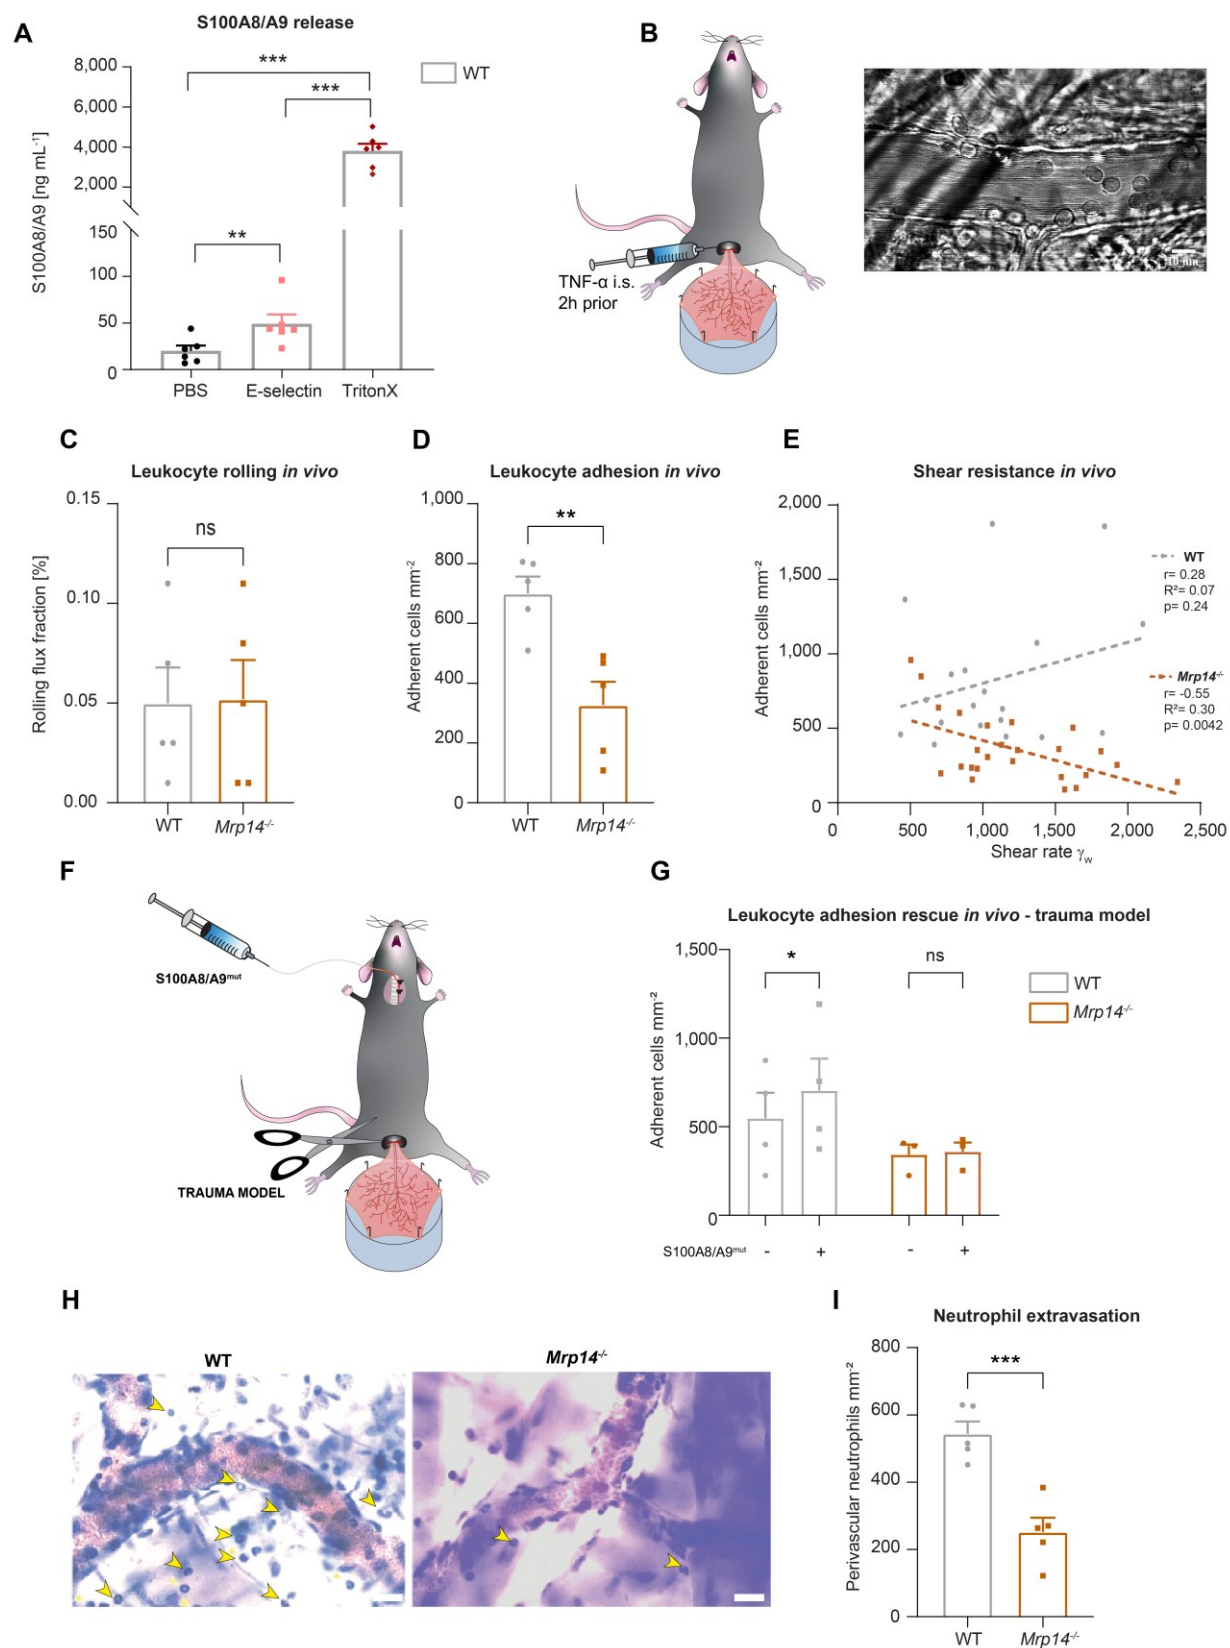 A
S100A8/A9 release
S100A8/A9 [ng mL⁻¹]
8,000
6,000
4,000
2,000
150
100
50
0
***
***
**
WT
PBS
E-selectin
TritonX
B
TNF-α i.s.
2h prior
10 µm
C
Leukocyte rolling in vivo
Rolling flux fraction [%]
0.15
0.10
0.05
0.00
ns
WT
Mrp14⁻/⁻
D
Leukocyte adhesion in vivo
Adherent cells mm⁻²
1,000
800
600
400
200
0
**
WT
Mrp14⁻/⁻
E
Shear resistance in vivo
Adherent cells mm⁻²
2,000
1,500
1,000
500
0
WT
r= 0.28
R²= 0.07
p= 0.24
Mrp14⁻/⁻
r= -0.55
R²= 0.30
p= 0.0042
0
500
1,000
1,500
2,000
2,500
Shear rate γw
F
S100A8/A9ᵐᵘᵗ
TRAUMA MODEL
G
Leukocyte adhesion rescue in vivo - trauma model
Adherent cells mm⁻²
1,500
1,000
500
0
*
ns
WT
Mrp14⁻/⁻
S100A8/A9ᵐᵘᵗ - + - +
H
WT
Mrp14⁻/⁻
I
Neutrophil extravasation
Perivascular neutrophils mm⁻²
800
600
400
200
0
***
WT
Mrp14⁻/⁻